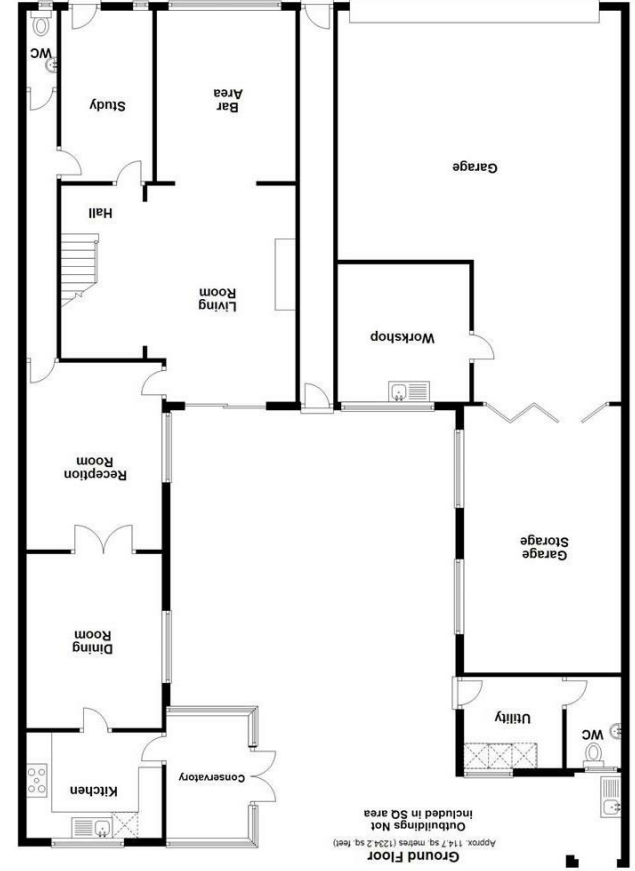 Ground Floor
Approx. 114.7 sq. metres (1234.2 sq. feet)
Outbuildings Not
included in SQ area
WC
Utility
Conservatory
Kitchen
Dining
Room
Garage
Storage
Reception
Room
Workshop
Living
Room
Hall
Garage
Bar
Area
Study
WC